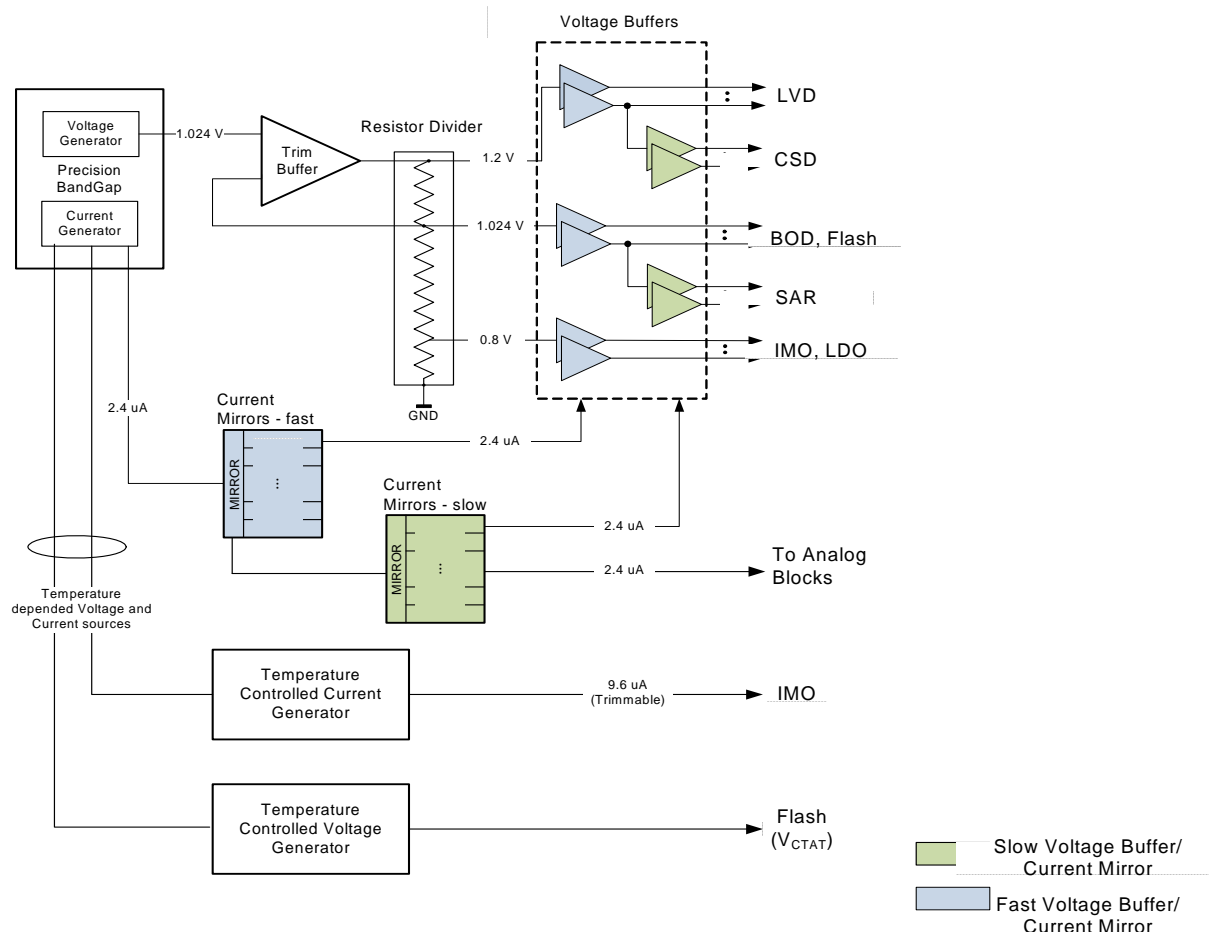 Voltage Buffers
Voltage
Generator
Precision
BandGap
Current
Generator
1.024 V
Trim
Buffer
Resistor Divider
1.2 V
1.024 V
0.8 V
GND
LVD
CSD
BOD, Flash
SAR
IMO, LDO
2.4 uA
Current
Mirrors - fast
MIRROR
...
2.4 uA
Current
Mirrors - slow
MIRROR
...
2.4 uA
2.4 uA
To Analog
Blocks
Temperature
depended Voltage and
Current sources
Temperature
Controlled Current
Generator
9.6 uA
(Trimmable)
IMO
Temperature
Controlled Voltage
Generator
Flash
(VCTAT)
Slow Voltage Buffer/
Current Mirror
Fast Voltage Buffer/
Current Mirror